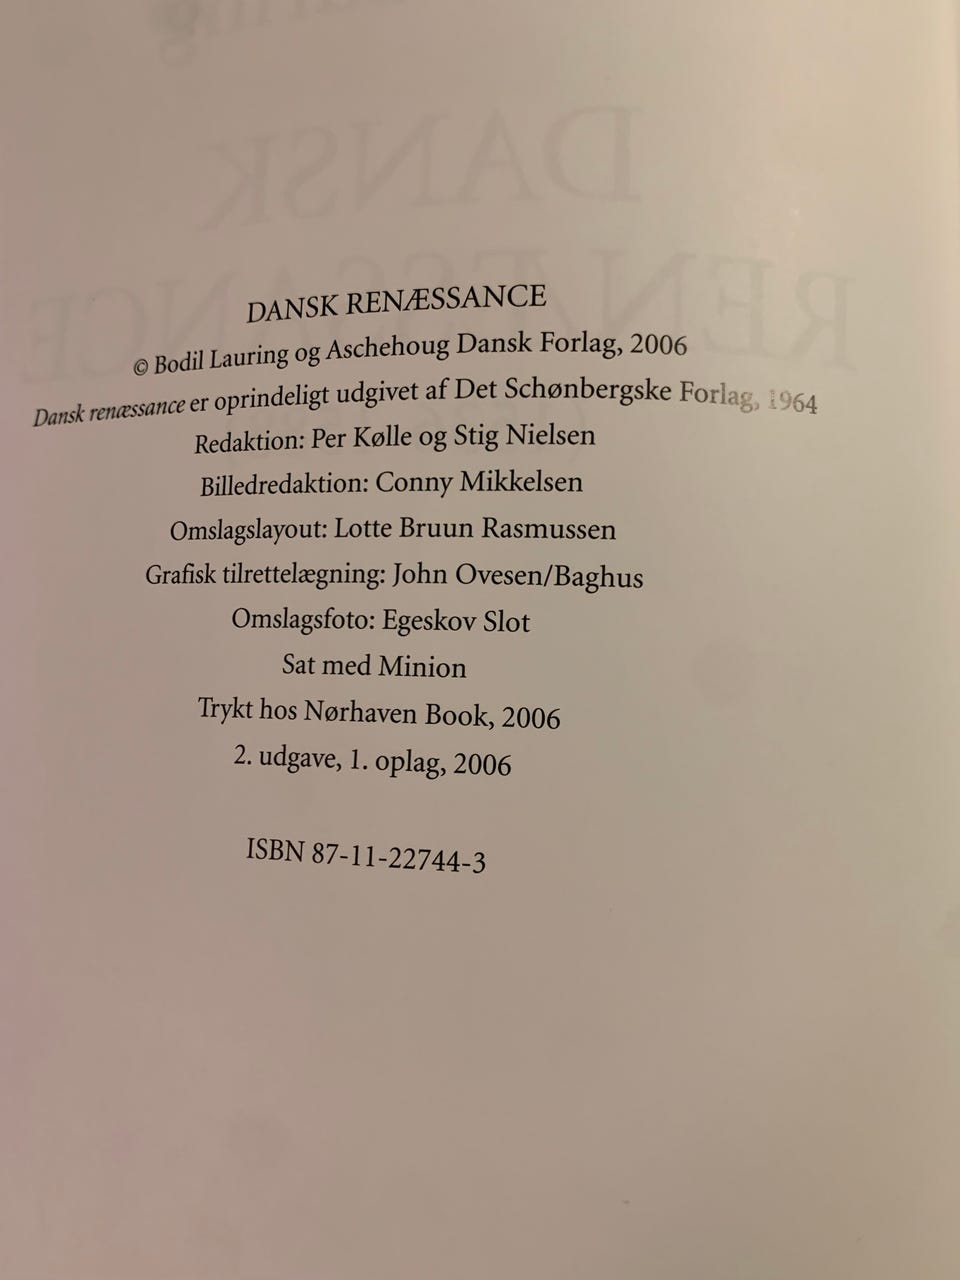 DANSK RENÆSSANCE
© Bodil Lauring og Aschehoug Dansk Forlag, 2006
Dansk renæssance er oprindeligt udgivet af Det Schønbergske Forlag, 1964
Redaktion: Per Kølle og Stig Nielsen
Billedredaktion: Conny Mikkelsen
Omslagslayout: Lotte Bruun Rasmussen
Grafisk tilrettelægning: John Ovesen/Baghus
Omslagsfoto: Egeskov Slot
Sat med Minion
Trykt hos Nørhaven Book, 2006
2. udgave, 1. oplag, 2006
ISBN 87-11-22744-3